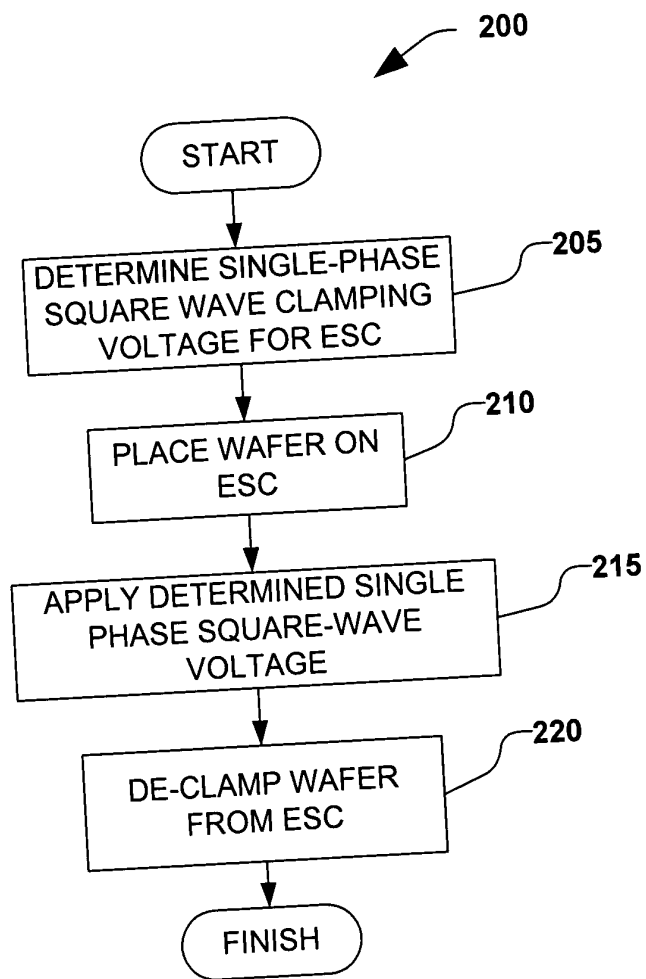 200
START
DETERMINE SINGLE-PHASE
SQUARE WAVE CLAMPING
VOLTAGE FOR ESC
205
PLACE WAFER ON
ESC
210
APPLY DETERMINED SINGLE
PHASE SQUARE-WAVE
VOLTAGE
215
DE-CLAMP WAFER
FROM ESC
220
FINISH